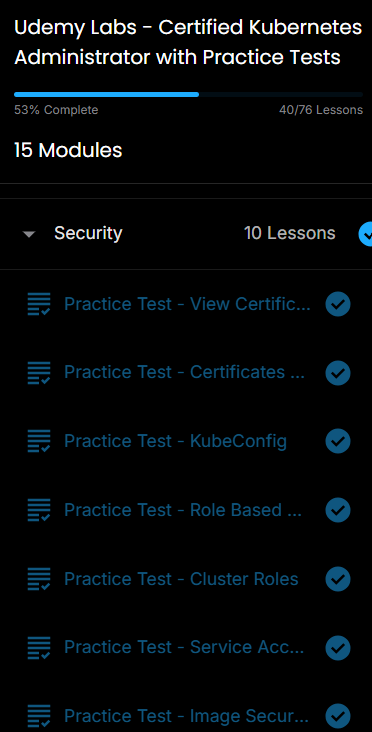 Udemy Labs - Certified Kubernetes
Administrator with Practice Tests
53% Complete
40/76 Lessons
15 Modules
Security
10 Lessons
Practice Test - View Certific...
Practice Test - Certificates ...
Practice Test - KubeConfig
Practice Test - Role Based ...
Practice Test - Cluster Roles
Practice Test - Service Acc...
Practice Test - Image Secur...